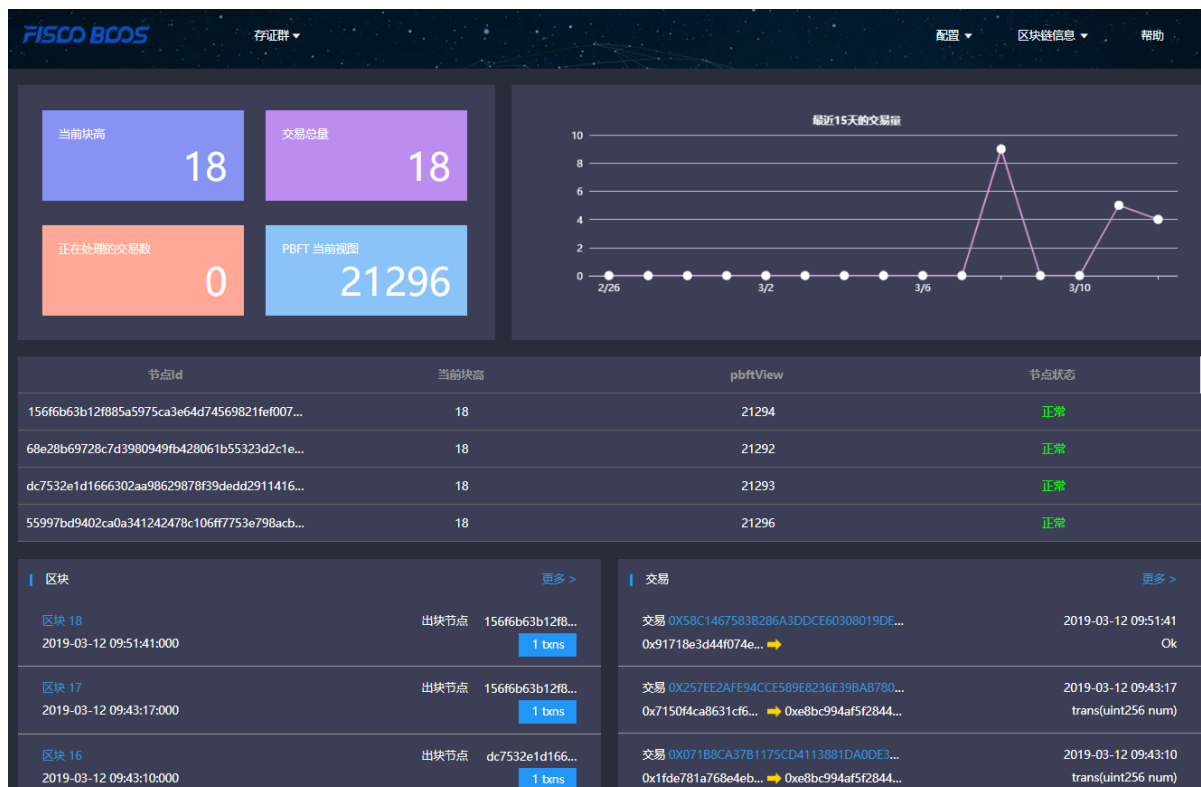 FISCO BCOS
存证群
配置
区块链信息
帮助
当前块高
18
交易总量
18
正在处理的交易数
0
PBFT 当前视图
21296
最近15天的交易量
10
8
6
4
2
0
2/26 3/2 3/6 3/10
节点Id 当前块高 pbftView 节点状态
156f6b63b12f885a5975ca3e64d74569821fef007... 18 21294 正常
68e28b69728c7d3980949fb428061b55323d2c1e... 18 21292 正常
dc7532e1d1666302aa98629878f39dedd2911416... 18 21293 正常
55997bd9402ca0a341242478c106ff7753e798acb... 18 21296 正常
区块 更多 >
区块 18 出块节点 156f6b63b12f8...
2019-03-12 09:51:41:000 1 txns
区块 17 出块节点 156f6b63b12f8...
2019-03-12 09:43:17:000 1 txns
区块 16 出块节点 dc7532e1d166...
2019-03-12 09:43:10:000 1 txns
交易 更多 >
交易 0X58C1467583B286A3DDCE60308019DE... 2019-03-12 09:51:41
0x91718e3d44f074e... Ok
交易 0X257EE2AFE94CCE589E8236E39BAB780... 2019-03-12 09:43:17
0x7150f4ca8631cf6... 0xe8bc994af5f2844... trans(uint256 num)
交易 0X071B8CA37B1175CD4113881DA0DE3... 2019-03-12 09:43:10
0x1fde781a768e4eb... 0xe8bc994af5f2844... trans(uint256 num)